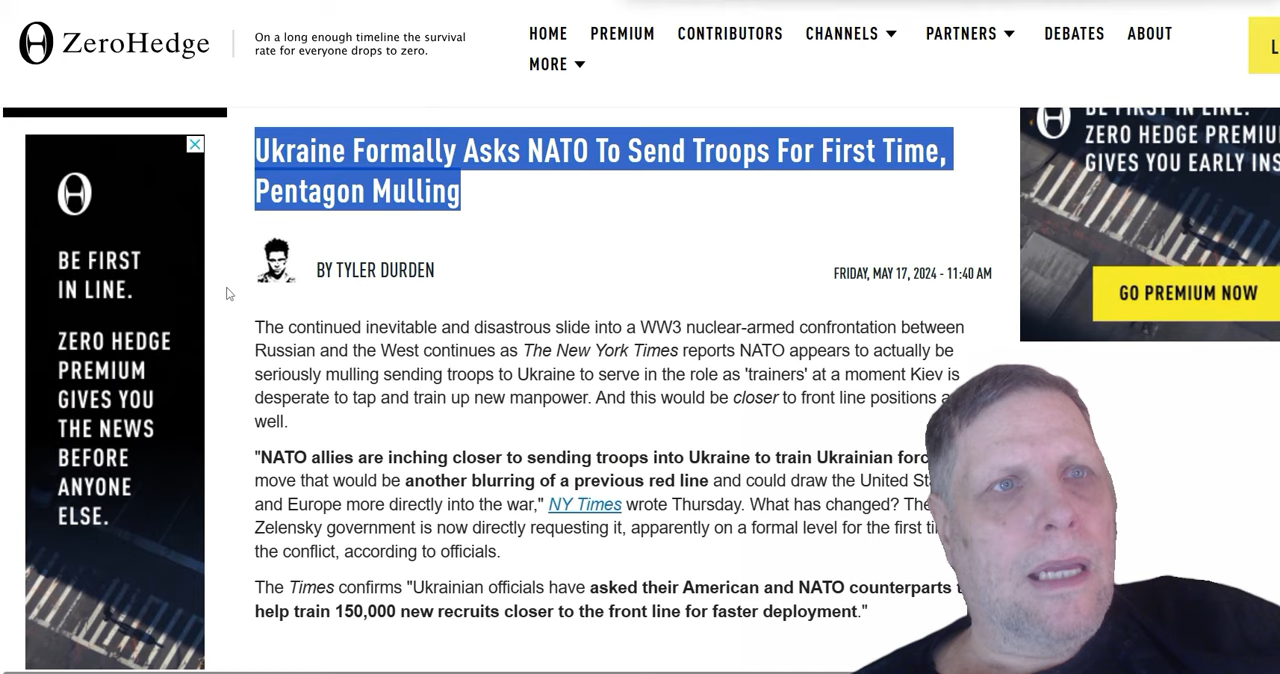 ZeroHedge
On a long enough timeline the survival
rate for everyone drops to zero.
HOME PREMIUM CONTRIBUTORS CHANNELS PARTNERS DEBATES ABOUT
MORE
L
BE FIRST
IN LINE.
ZERO HEDGE
PREMIUM
GIVES YOU
THE NEWS
BEFORE
ANYONE
ELSE.
Ukraine Formally Asks NATO To Send Troops For First Time,
Pentagon Mulling
BY TYLER DURDEN
FRIDAY, MAY 17, 2024 - 11:40 AM
The continued inevitable and disastrous slide into a WW3 nuclear-armed confrontation between
Russian and the West continues as The New York Times reports NATO appears to actually be
seriously mulling sending troops to Ukraine to serve in the role as 'trainers' at a moment Kiev is
desperate to tap and train up new manpower. And this would be closer to front line positions
well.
"NATO allies are inching closer to sending troops into Ukraine to train Ukrainian
move that would be another blurring of a previous red line and could draw the United
and Europe more directly into the war," NY Times wrote Thursday. What has changed?
Zelensky government is now directly requesting it, apparently on a formal level for the first
the conflict, according to officials.
The Times confirms "Ukrainian officials have asked their American and NATO counterparts
help train 150,000 new recruits closer to the front line for faster deployment."
BE FIRST IN LINE.
ZERO HEDGE
GIVES YOU EARLY
GO PREMIUM NOW